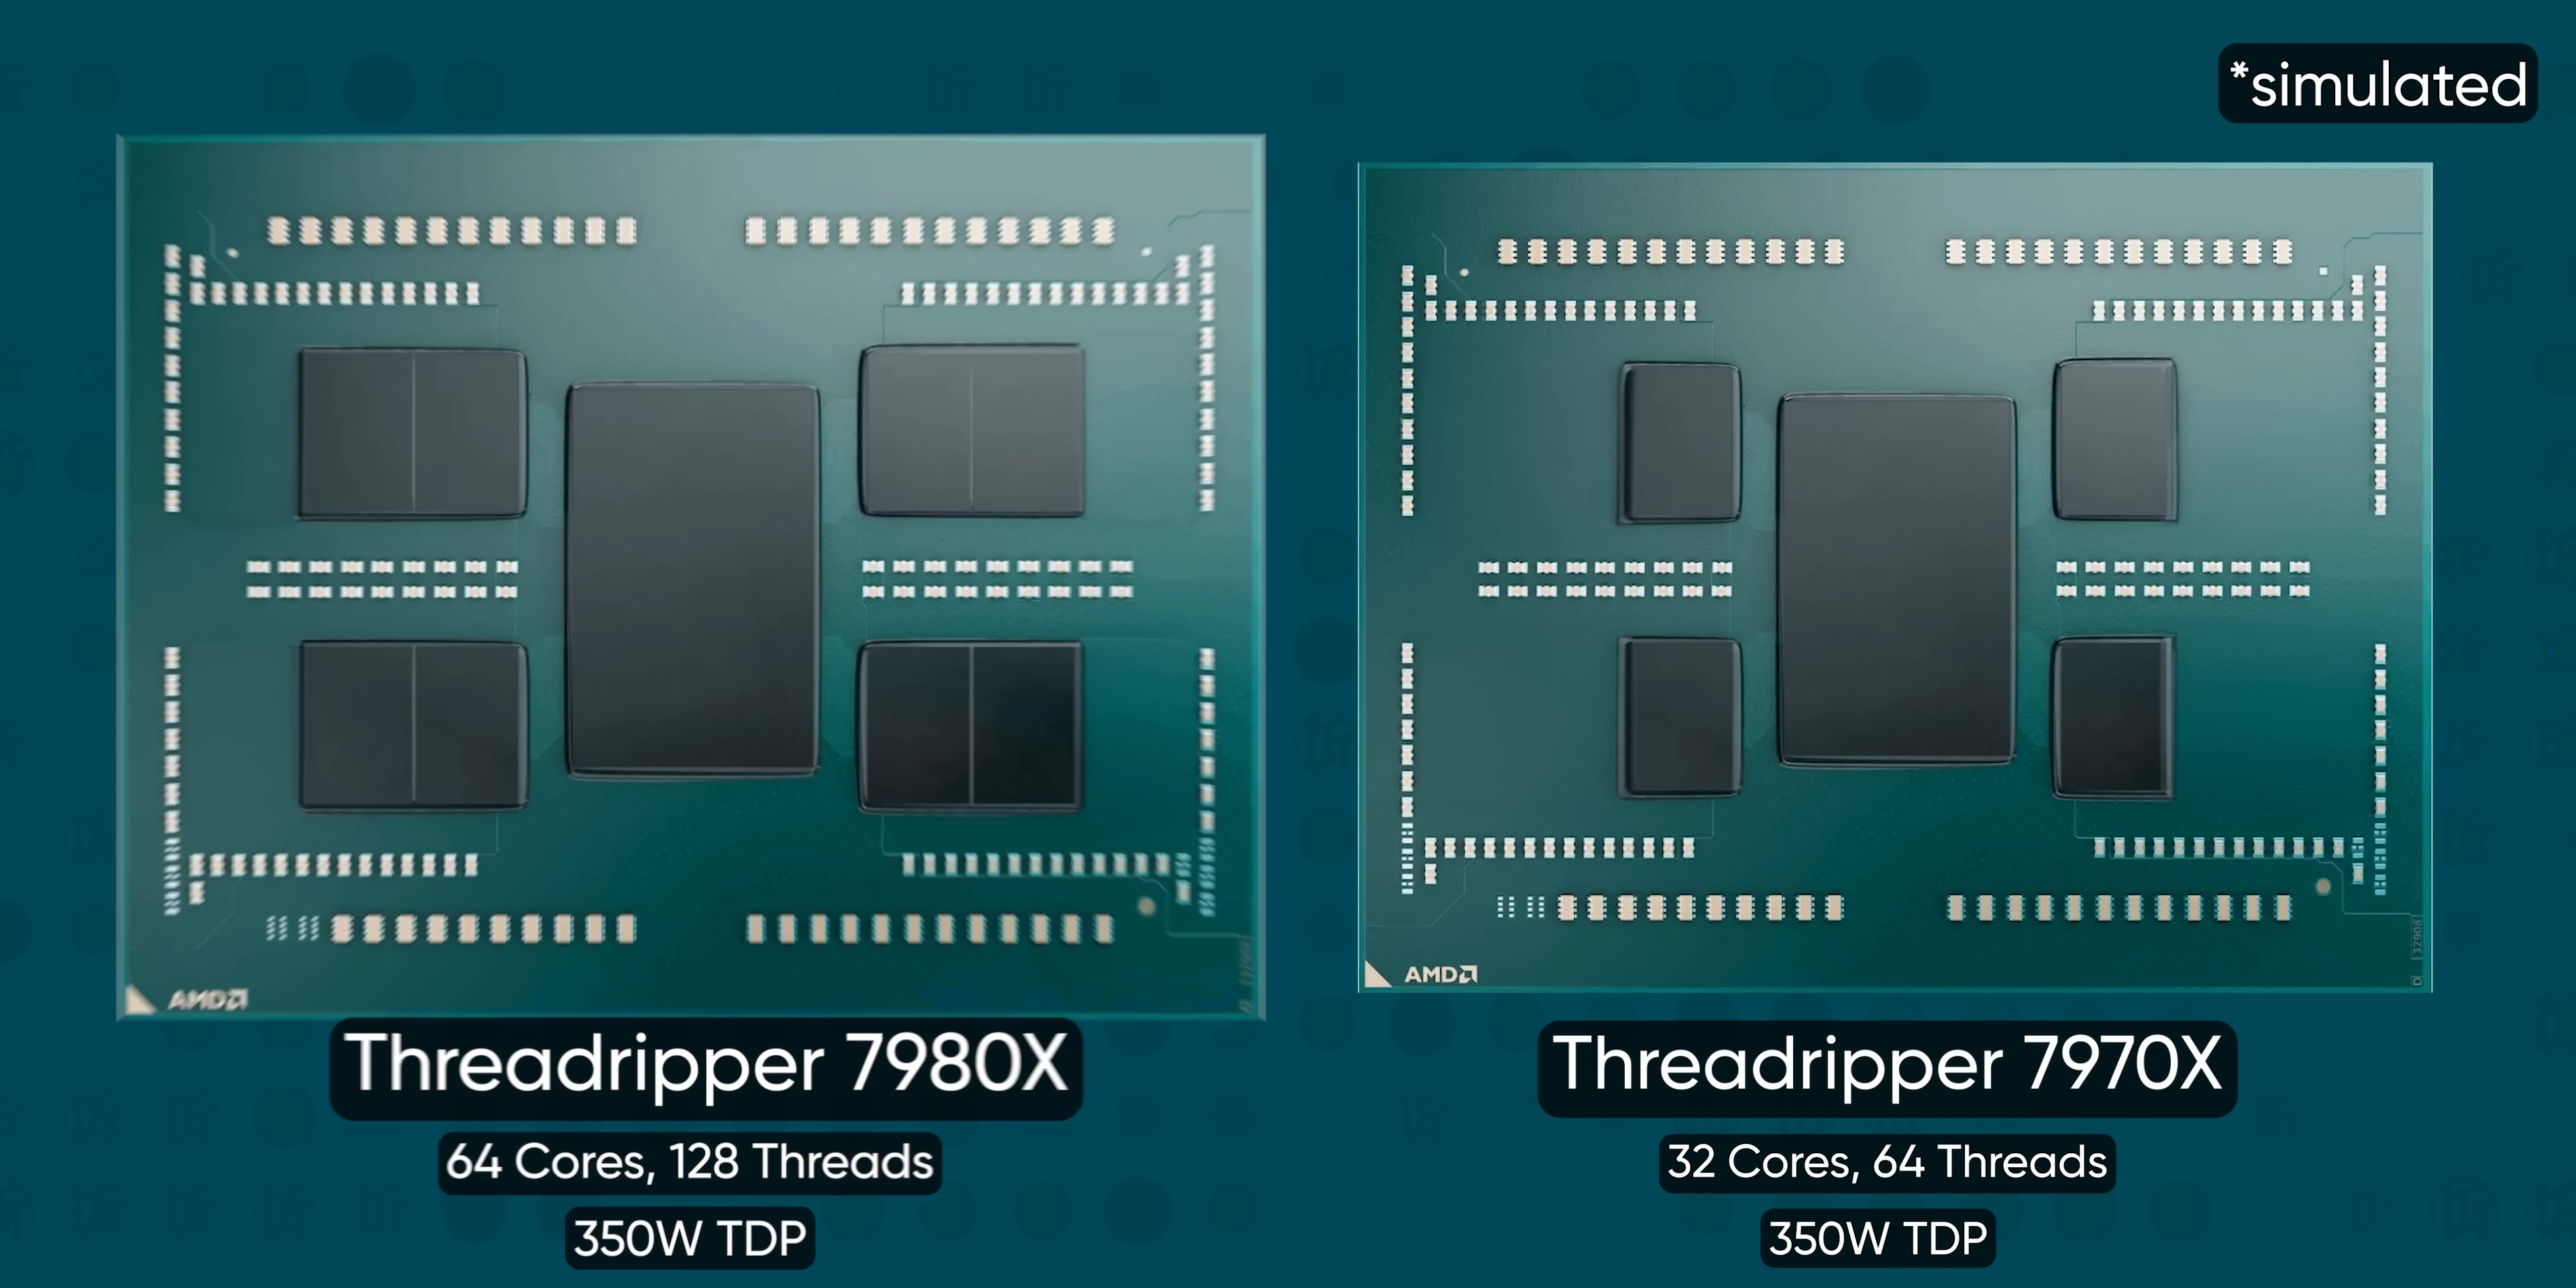 *simulated
AMD
AMD
32908
D
Threadripper 7980X
Threadripper 7970X
64 Cores, 128 Threads
32 Cores, 64 Threads
350W TDP
350W TDP